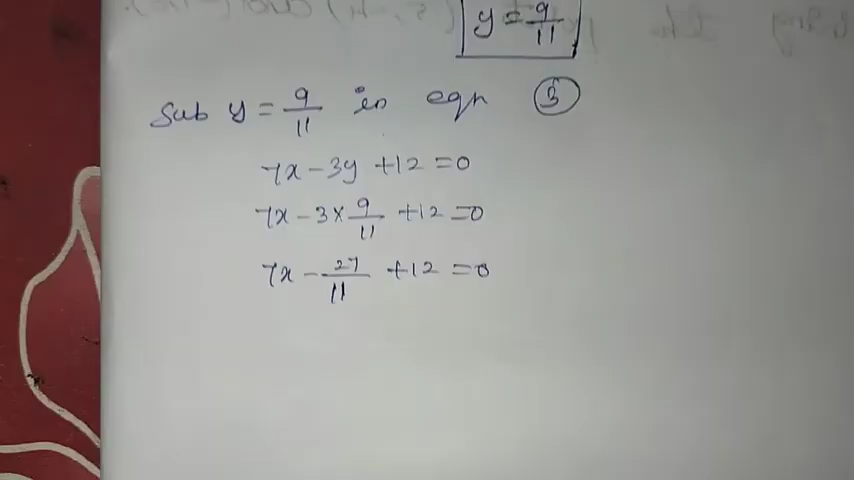 y = 9/11
Sub y = 9/11 in eqn ③
7x - 3y + 12 = 0
7x - 3 × 9/11 + 12 = 0
7x - 27/11 + 12 = 0